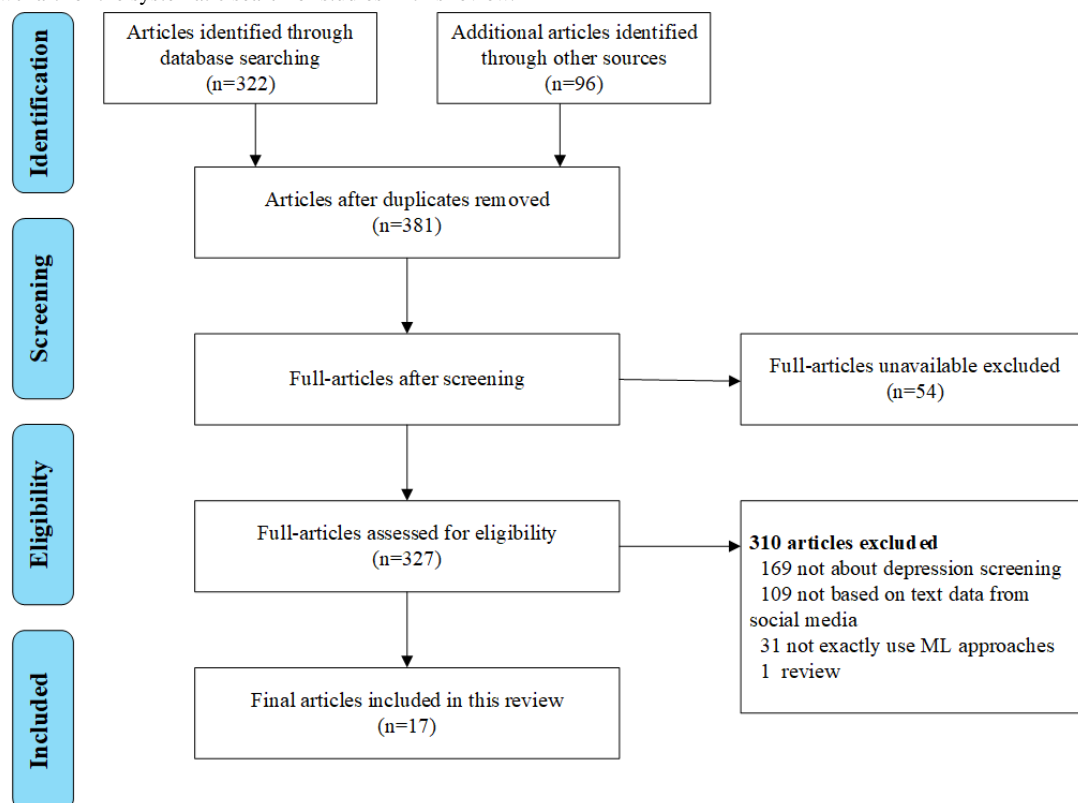 Identification
Articles identified through
database searching
(n=322)
Additional articles identified
through other sources
(n=96)
Articles after duplicates removed
(n=381)
Screening
Full-articles after screening
Full-articles unavailable excluded
(n=54)
Eligibility
Full-articles assessed for eligibility
(n=327)
310 articles excluded
169 not about depression screening
109 not based on text data from
social media
31 not exactly use ML approaches
1 review
Included
Final articles included in this review
(n=17)